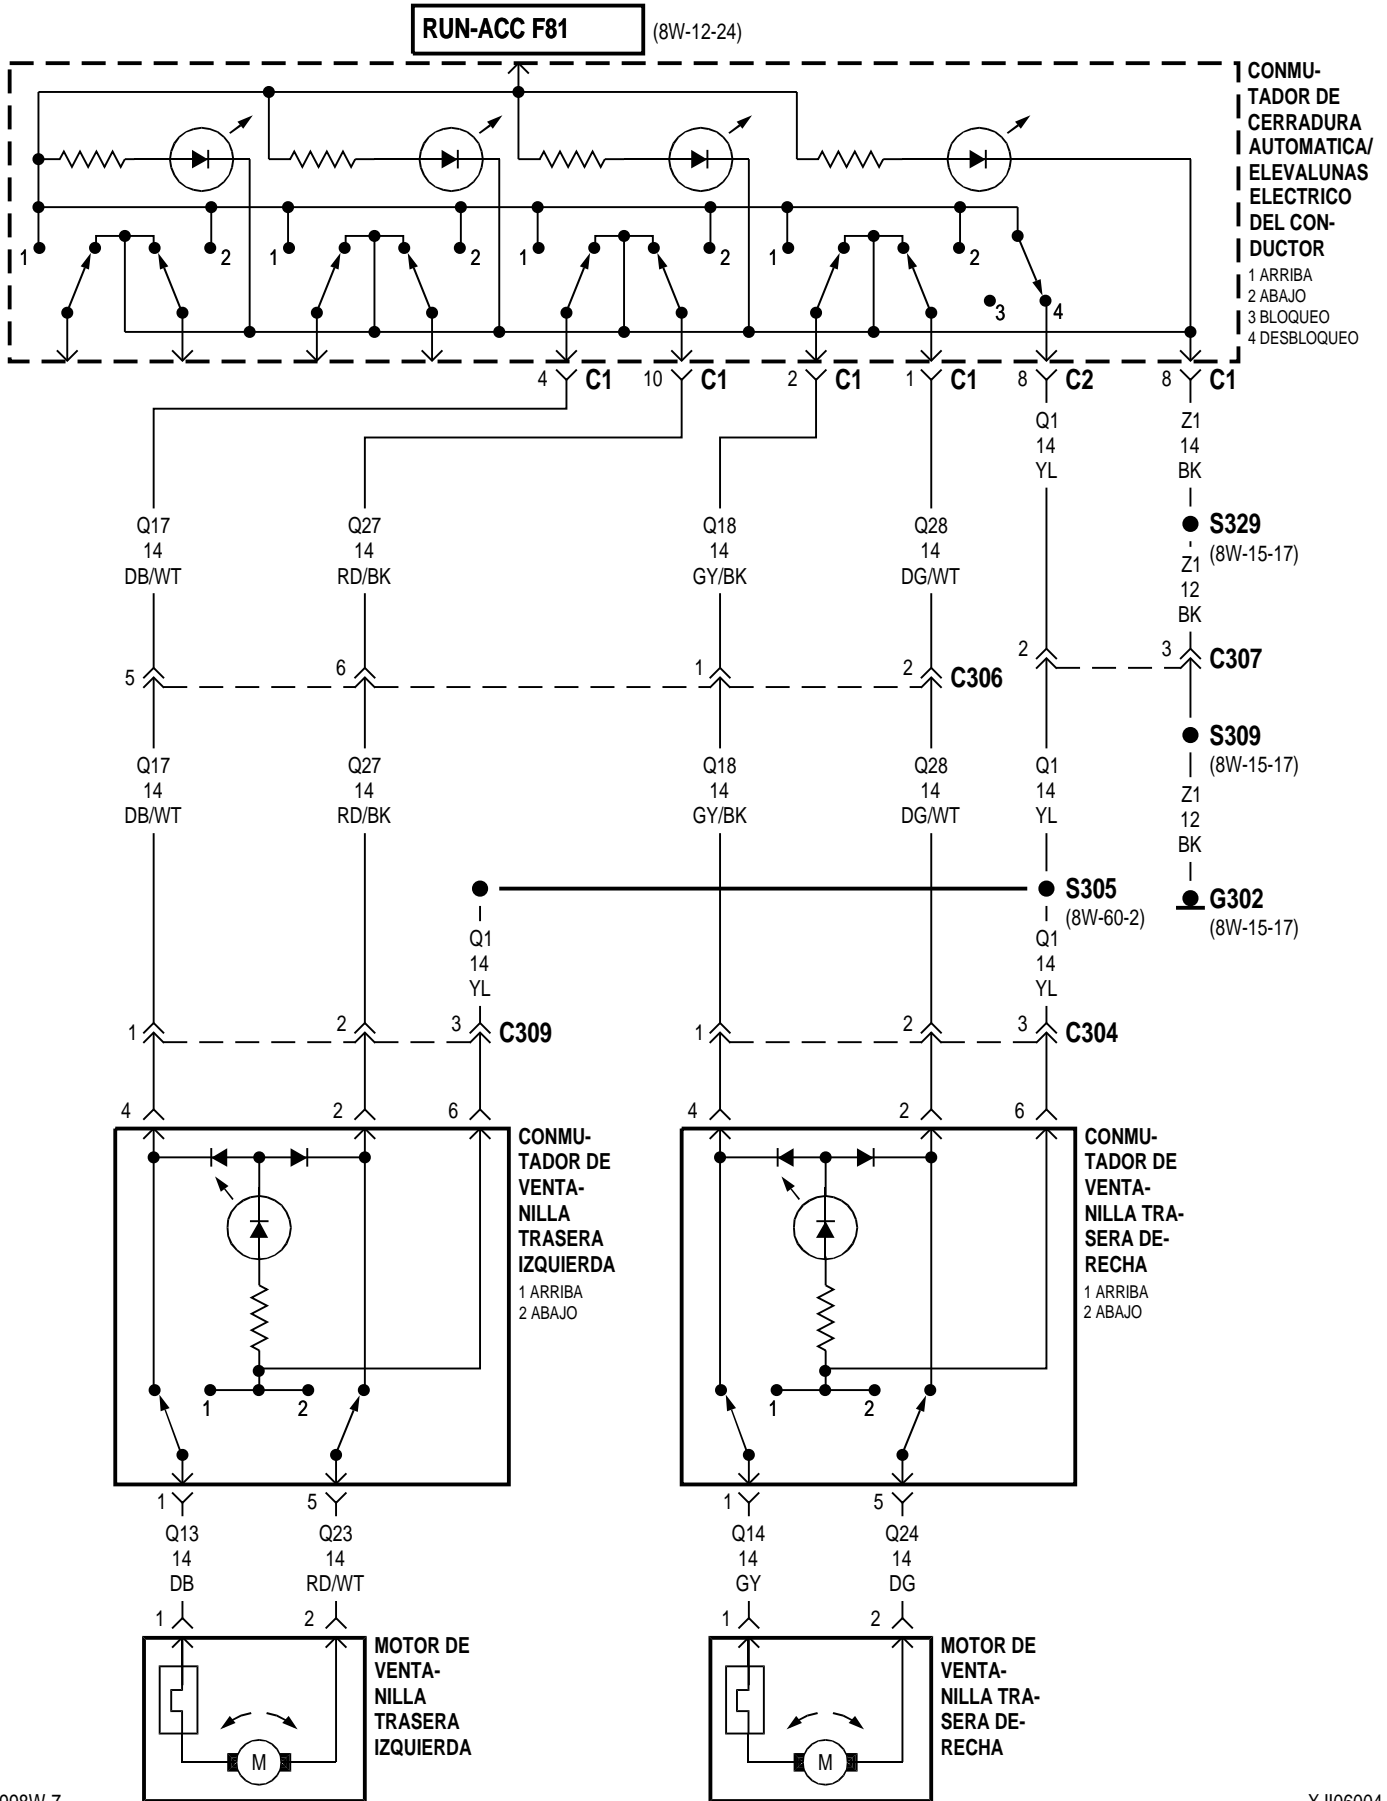 RUN-ACC F81 (8W-12-24)
CONMU-
TADOR DE
CERRADURA
AUTOMATICA/
ELEVALUNAS
ELECTRICO
DEL CON-
DUCTOR
1 ARRIBA
2 ABAJO
3 BLOQUEO
4 DESBLOQUEO
1 2 1 2 1 2 1 2
3 4
4 C1 10 C1 2 C1 1 C1 8 C2 8 C1
Q1 Z1
14 14
YL BK
Q17 Q27 Q18 Q28 S329
14 14 14 14 (8W-15-17)
DB/WT RD/BK GY/BK DG/WT
Z1
12
BK
2 3 C307
5 6 1 2 C306
S309
(8W-15-17)
Q17 Q27 Q18 Q28 Q1
14 14 14 14 14
DB/WT RD/BK GY/BK DG/WT YL
Z1
12
BK
S305
(8W-60-2)
G302
(8W-15-17)
Q1 Q1
14 14
YL YL
1 2 3 C309 1 2 3 C304
4 2 6 4 2 6
CONMU-
TADOR DE
VENTA-
NILLA
TRASERA
IZQUIERDA
1 ARRIBA
2 ABAJO
CONMU-
TADOR DE
VENTA-
NILLA TRA-
SERA DE-
RECHA
1 ARRIBA
2 ABAJO
1 2 1 2
1 5 1 5
Q13 Q23 Q14 Q24
14 14 14 14
DB RD/WT GY DG
1 2 1 2
MOTOR DE
VENTA-
NILLA
TRASERA
IZQUIERDA
M
MOTOR DE
VENTA-
NILLA TRA-
SERA DE-
RECHA
M